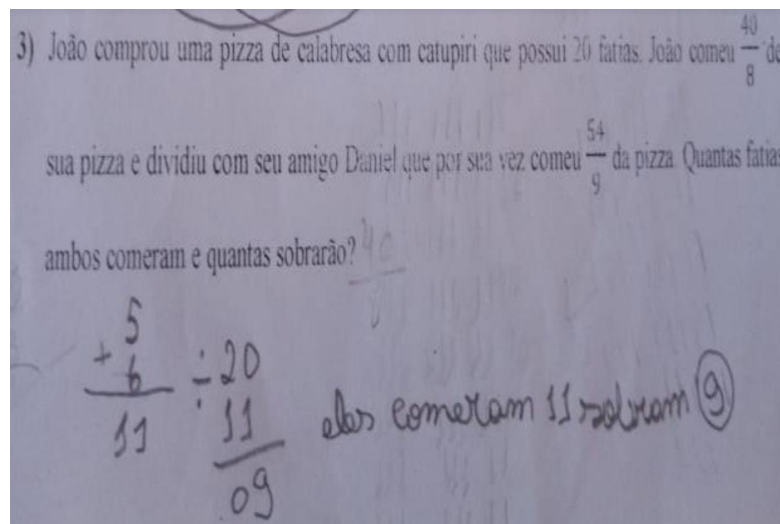 3) João comprou uma pizza de calabresa com catupiri que possui 20 fatias. João comeu 40/8 de
sua pizza e dividiu com seu amigo Daniel que por sua vez comeu 54/9 da pizza. Quantas fatias
ambos comeram e quantas sobrarão? 40
5
+ 6
11
÷ 20
11
09
eles comeram 11 sobram 9